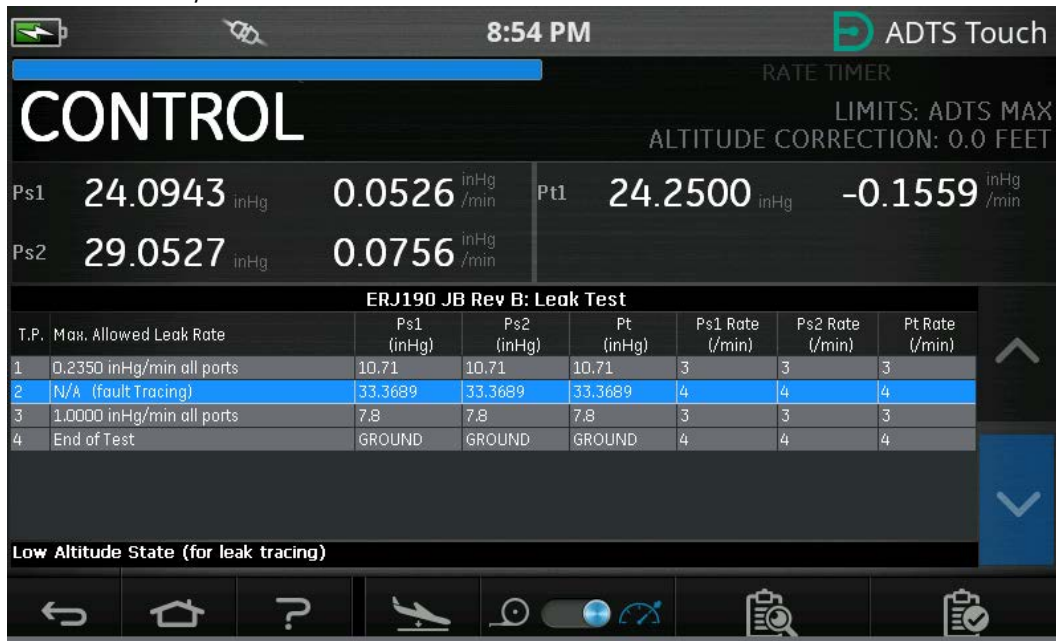 8:54 PM
ADTS Touch
RATE TIMER
CONTROL
LIMITS: ADTS MAX
ALTITUDE CORRECTION: 0.0 FEET
Ps1 24.0943 inHg 0.0526 inHg/min Pt1 24.2500 inHg -0.1559 inHg/min
Ps2 29.0527 inHg 0.0756 inHg/min
ERJ190 JB Rev B: Leak Test
T.P. Max. Allowed Leak Rate Ps1 (inHg) Ps2 (inHg) Pt (inHg) Ps1 Rate (/min) Ps2 Rate (/min) Pt Rate (/min)
1 0.2350 inHg/min all ports 10.71 10.71 10.71 3 3 3
2 N/A (fault Tracing) 33.3689 33.3689 33.3689 4 4 4
3 1.0000 inHg/min all ports 7.8 7.8 7.8 3 3 3
4 End of Test GROUND GROUND GROUND 4 4 4
Low Altitude State (for leak tracing)
?